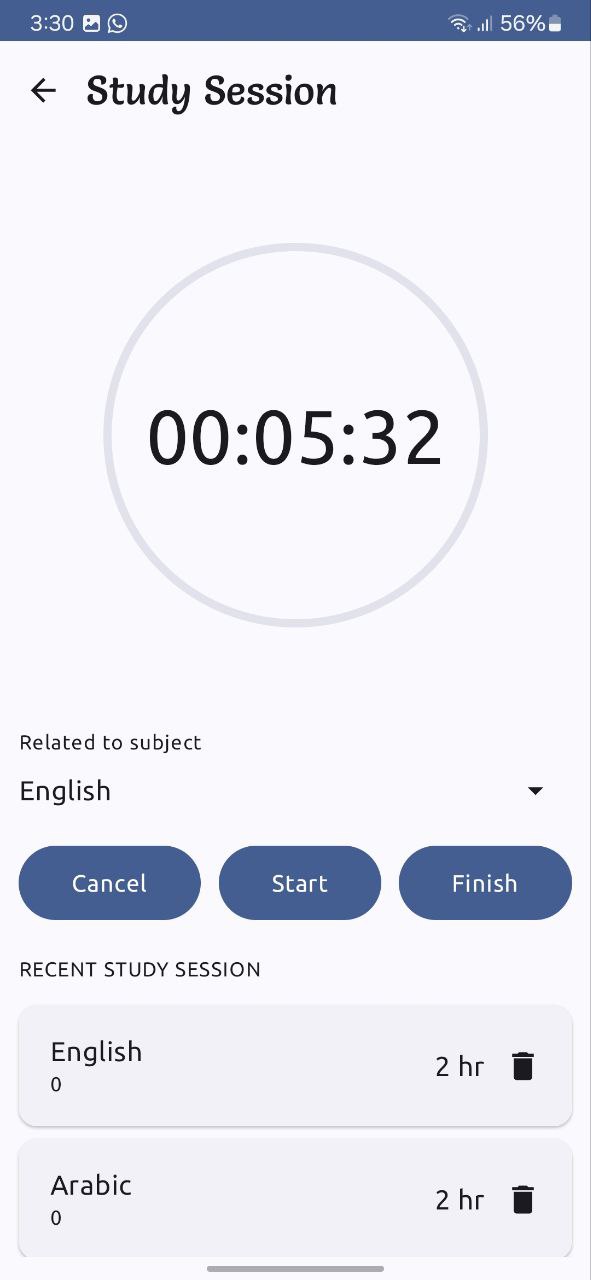 3:30 56%
Study Session
00:05:32
Related to subject
English
Cancel Start Finish
RECENT STUDY SESSION
English
0
2 hr
Arabic
0
2 hr